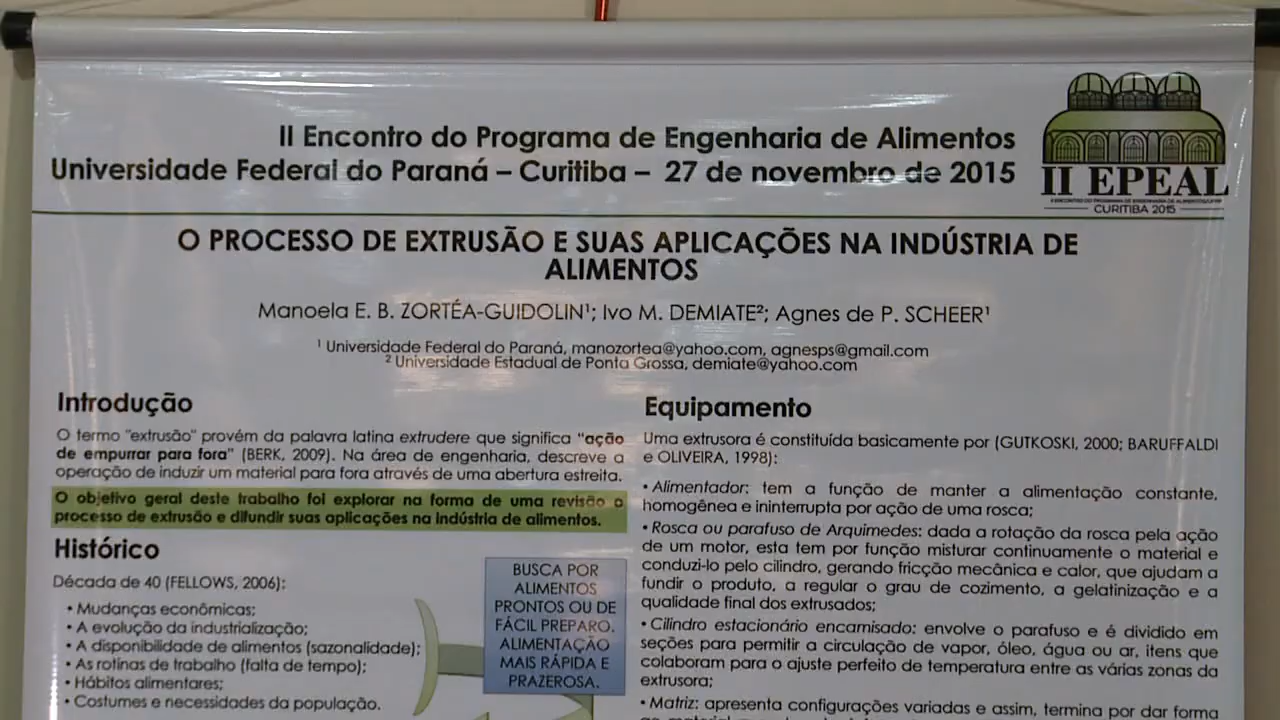 II Encontro do Programa de Engenharia de Alimentos
Universidade Federal do Paraná – Curitiba – 27 de novembro de 2015
II EPEAL
II ENCONTRO DO PROGRAMA DE ENGENHARIA DE ALIMENTOS/UFPR
CURITIBA 2015
O PROCESSO DE EXTRUSÃO E SUAS APLICAÇÕES NA INDÚSTRIA DE
ALIMENTOS
Manoela E. B. ZORTÉA-GUIDOLIN¹; Ivo M. DEMIATE²; Agnes de P. SCHEER¹
¹ Universidade Federal do Paraná, manozortea@yahoo.com, agnesps@gmail.com
² Universidade Estadual de Ponta Grossa, demiate@yahoo.com
Introdução
O termo "extrusão" provém da palavra latina extrudere que significa "ação
de empurrar para fora" (BERK, 2009). Na área de engenharia, descreve a
operação de induzir um material para fora através de uma abertura estreita.
O objetivo geral deste trabalho foi explorar na forma de uma revisão o
processo de extrusão e difundir suas aplicações na indústria de alimentos.
Histórico
Década de 40 (FELLOWS, 2006):
• Mudanças econômicas;
• A evolução da industrialização;
• A disponibilidade de alimentos (sazonalidade);
• As rotinas de trabalho (falta de tempo);
• Hábitos alimentares;
• Costumes e necessidades da população.
BUSCA POR
ALIMENTOS
PRONTOS OU DE
FÁCIL PREPARO.
ALIMENTAÇÃO
MAIS RÁPIDA E
PRAZEROSA.
Equipamento
Uma extrusora é constituída basicamente por (GUTKOSKI, 2000; BARUFFALDI
e OLIVEIRA, 1998):
• Alimentador: tem a função de manter a alimentação constante,
homogênea e ininterrupta por ação de uma rosca;
• Rosca ou parafuso de Arquimedes: dada a rotação da rosca pela ação
de um motor, esta tem por função misturar continuamente o material e
conduzi-lo pelo cilindro, gerando fricção mecânica e calor, que ajudam a
fundir o produto, a regular o grau de cozimento, a gelatinização e a
qualidade final dos extrusados;
• Cilindro estacionário encamisado: envolve o parafuso e é dividido em
seções para permitir a circulação de vapor, óleo, água ou ar, itens que
colaboram para o ajuste perfeito de temperatura entre as várias zonas da
extrusora;
• Matriz: apresenta configurações variadas e assim, termina por dar forma